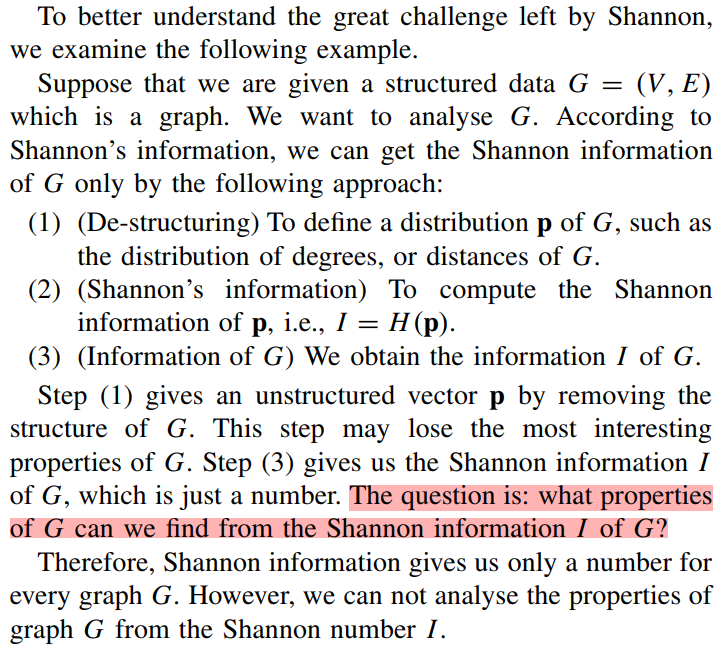 To better understand the great challenge left by Shannon,
we examine the following example.
Suppose that we are given a structured data G = (V, E)
which is a graph. We want to analyse G. According to
Shannon's information, we can get the Shannon information
of G only by the following approach:
(1) (De-structuring) To define a distribution p of G, such as
the distribution of degrees, or distances of G.
(2) (Shannon's information) To compute the Shannon
information of p, i.e., I = H(p).
(3) (Information of G) We obtain the information I of G.
Step (1) gives an unstructured vector p by removing the
structure of G. This step may lose the most interesting
properties of G. Step (3) gives us the Shannon information I
of G, which is just a number. The question is: what properties
of G can we find from the Shannon information I of G?
Therefore, Shannon information gives us only a number for
every graph G. However, we can not analyse the properties of
graph G from the Shannon number I.